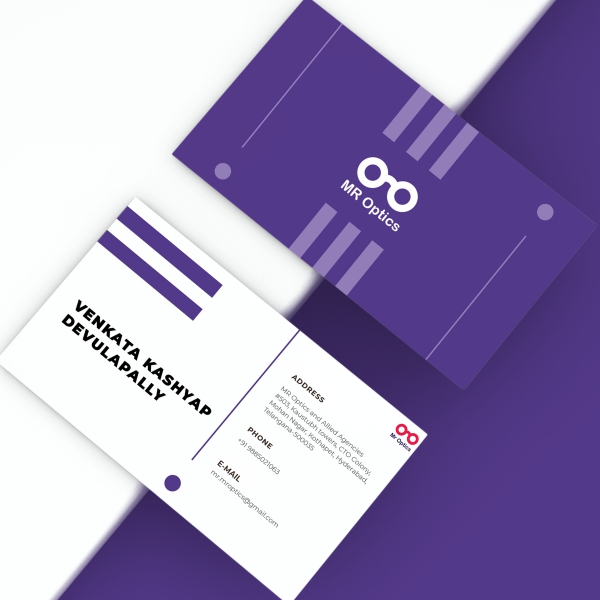 MR Optics
VENKATA KASHYAP
DEVULAPALLY
ADDRESS
MR Optics and Allied Agencies
#503, Kaustubh towers, CTO Colony,
Mohan Nagar, Kothapet, Hyderabad,
Telangana-500035
PHONE
+91 9985021063
E-MAIL
mr.mroptics@gmail.com
Mr Optics